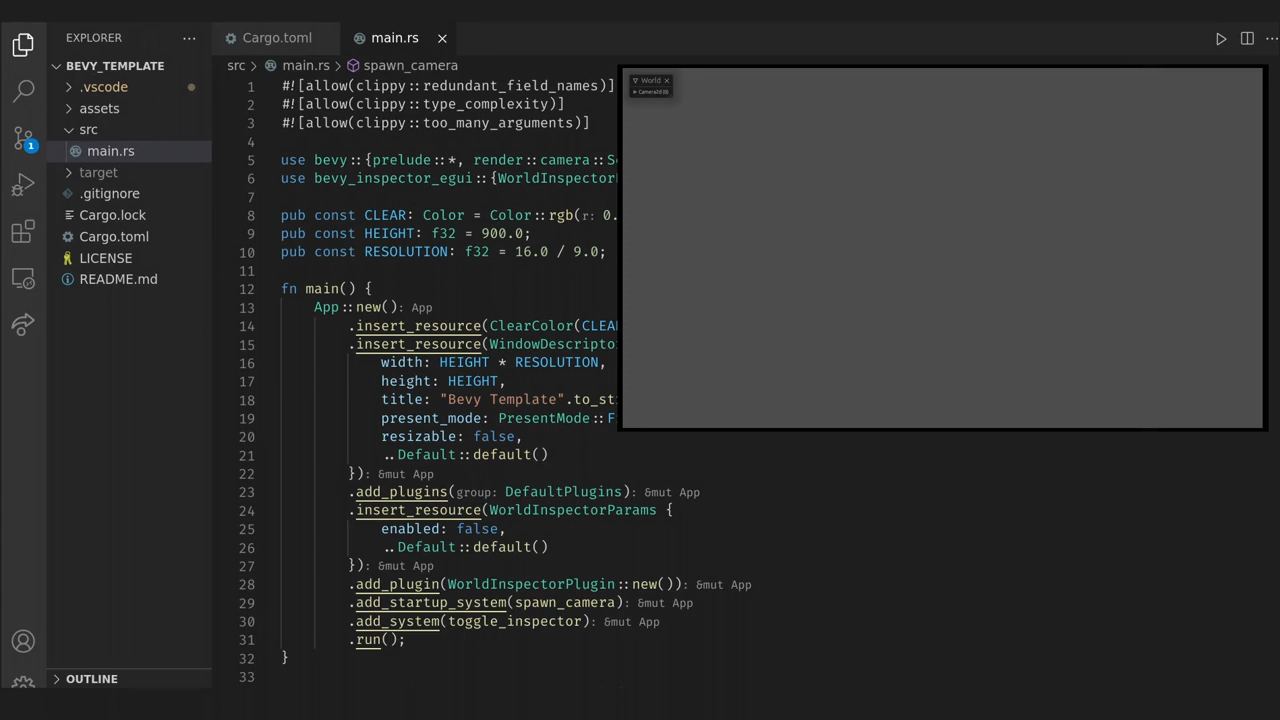 EXPLORER
Cargo.toml
main.rs
BEVY_TEMPLATE
.vscode
assets
src
main.rs
target
.gitignore
Cargo.lock
Cargo.toml
LICENSE
README.md
1
OUTLINE
src > main.rs > spawn_camera
1 #![allow(clippy::redundant_field_names)]
2 #![allow(clippy::type_complexity)]
3 #![allow(clippy::too_many_arguments)]
4
5 use bevy::{prelude::*, render::camera::
6 use bevy_inspector_egui::{WorldInspector
7
8 pub const CLEAR: Color = Color::rgb(r: 0.
9 pub const HEIGHT: f32 = 900.0;
10 pub const RESOLUTION: f32 = 16.0 / 9.0;
11
12 fn main() {
13 App::new(): App
14 .insert_resource(ClearColor(CLEA
15 .insert_resource(WindowDescripto
16 width: HEIGHT * RESOLUTION,
17 height: HEIGHT,
18 title: "Bevy Template".to_st
19 present_mode: PresentMode::F
20 resizable: false,
21 ..Default::default()
22 }): &mut App
23 .add_plugins(group: DefaultPlugins): &mut App
24 .insert_resource(WorldInspectorParams {
25 enabled: false,
26 ..Default::default()
27 }): &mut App
28 .add_plugin(WorldInspectorPlugin::new()): &mut App
29 .add_startup_system(spawn_camera): &mut App
30 .add_system(toggle_inspector): &mut App
31 .run();
32 }
33
World
Camera2d (0)